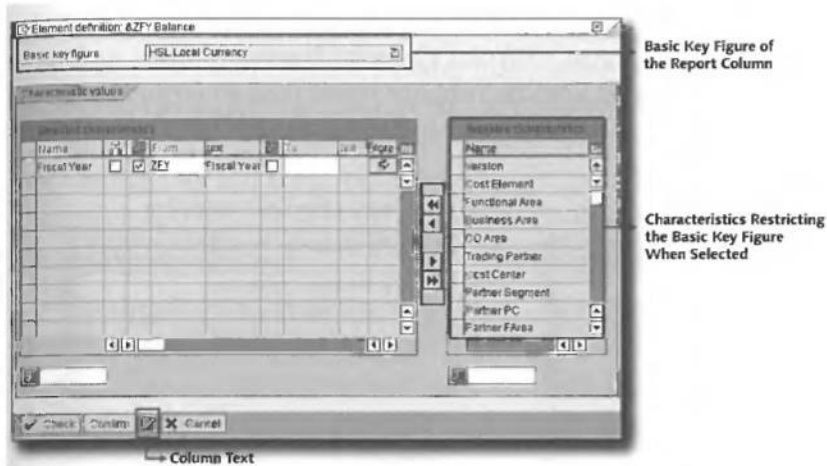 Element definition: &ZFY Balance
Basic key figure HSL Local Currency
Basic Key Figure of
the Report Column
Characteristic values
Name From To More
Fiscal Year ZFY Fiscal Year
Name
Version
Cost Element
Functional Area
Business Area
CO Area
Trading Partner
Cost Center
Partner Segment
Partner PC
Partner FArea
Characteristics Restricting
the Basic Key Figure
When Selected
Check Confirm Cancel
Column Text